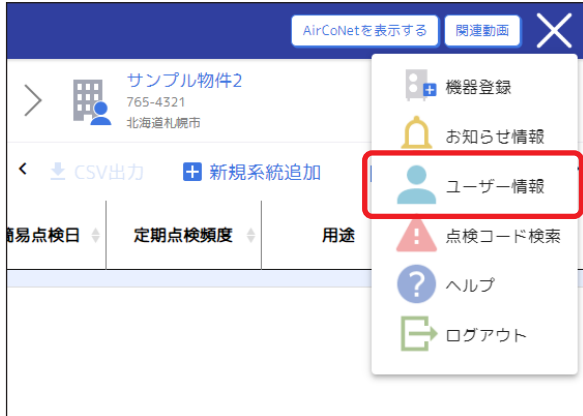 AirCoNetを表示する
関連動画
サンプル物件2
765-4321
北海道札幌市
CSV出力
新規系統追加
易点検日
定期点検頻度
用途
機器登録
お知らせ情報
ユーザー情報
点検コード検索
ヘルプ
ログアウト